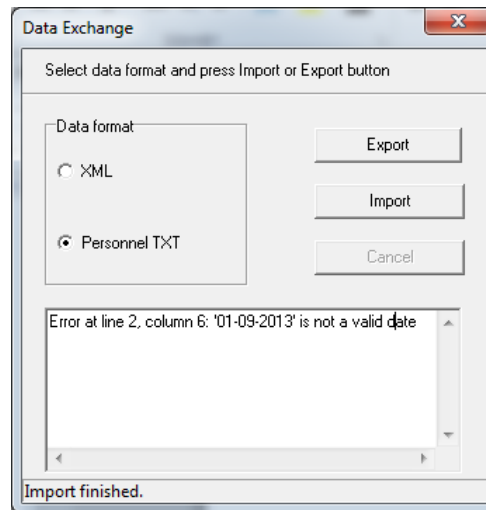 Data Exchange
Select data format and press Import or Export button
Data format
XML
Personnel TXT
Export
Import
Cancel
Error at line 2, column 6: '01-09-2013' is not a valid date
Import finished.